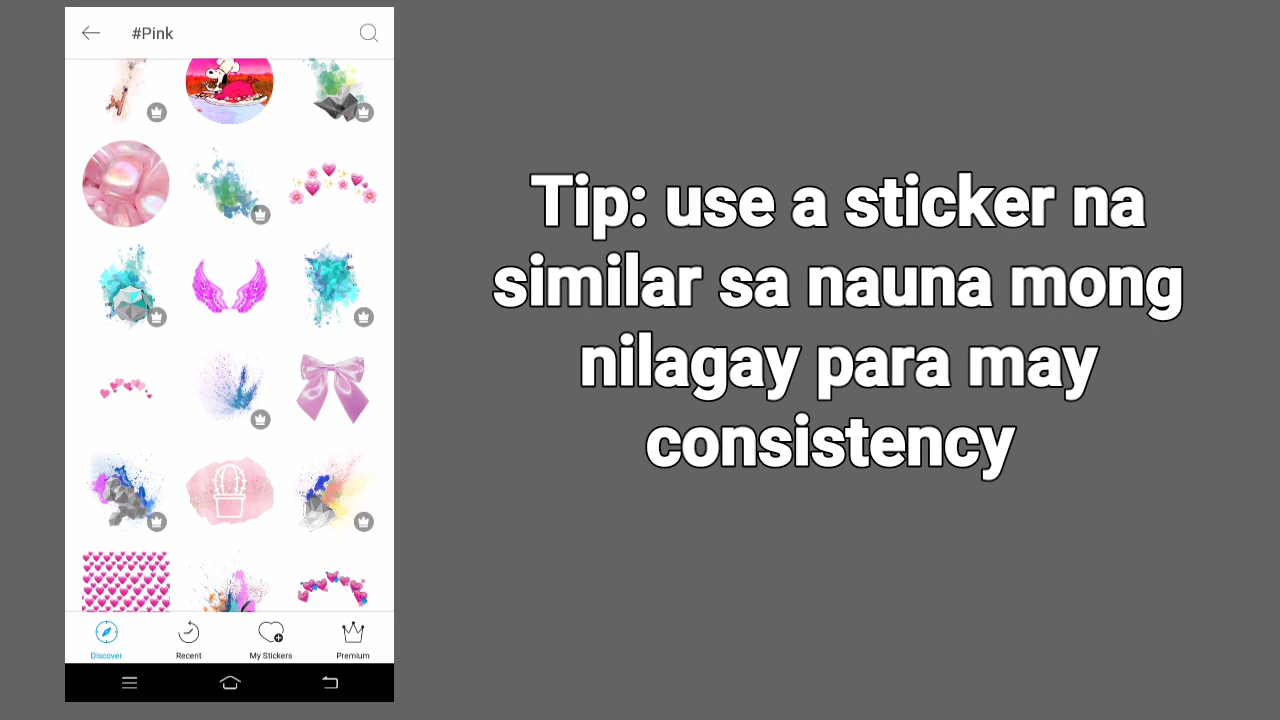 #Pink
Tip: use a sticker na
similar sa nauna mong
nilagay para may
consistency
Discover
Recent
My Stickers
Premium